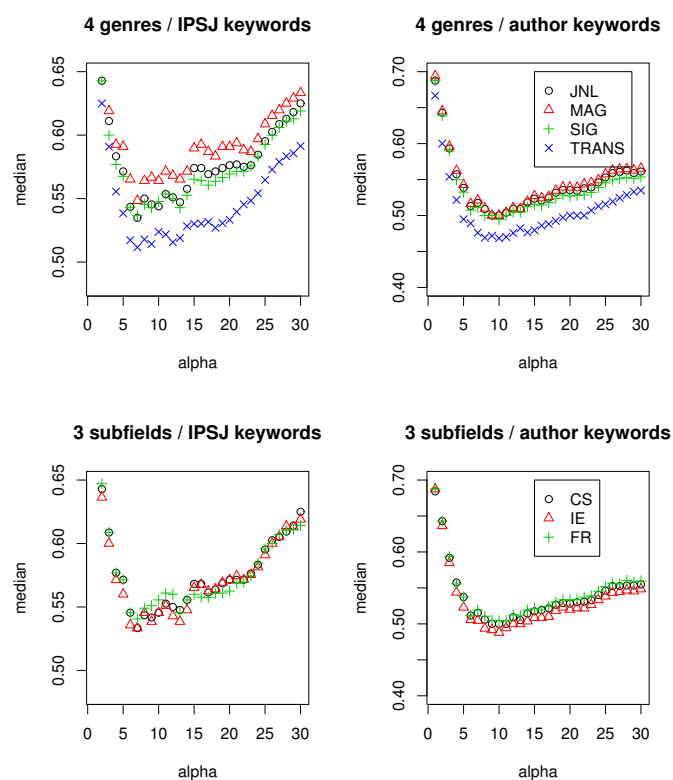 4 genres / IPSJ keywords
median
0.50 0.55 0.60 0.65
0 5 10 15 20 25 30
alpha
4 genres / author keywords
median
0.40 0.50 0.60 0.70
JNL
MAG
SIG
TRANS
0 5 10 15 20 25 30
alpha
3 subfields / IPSJ keywords
median
0.50 0.55 0.60 0.65
0 5 10 15 20 25 30
alpha
3 subfields / author keywords
median
0.40 0.50 0.60 0.70
CS
IE
FR
0 5 10 15 20 25 30
alpha